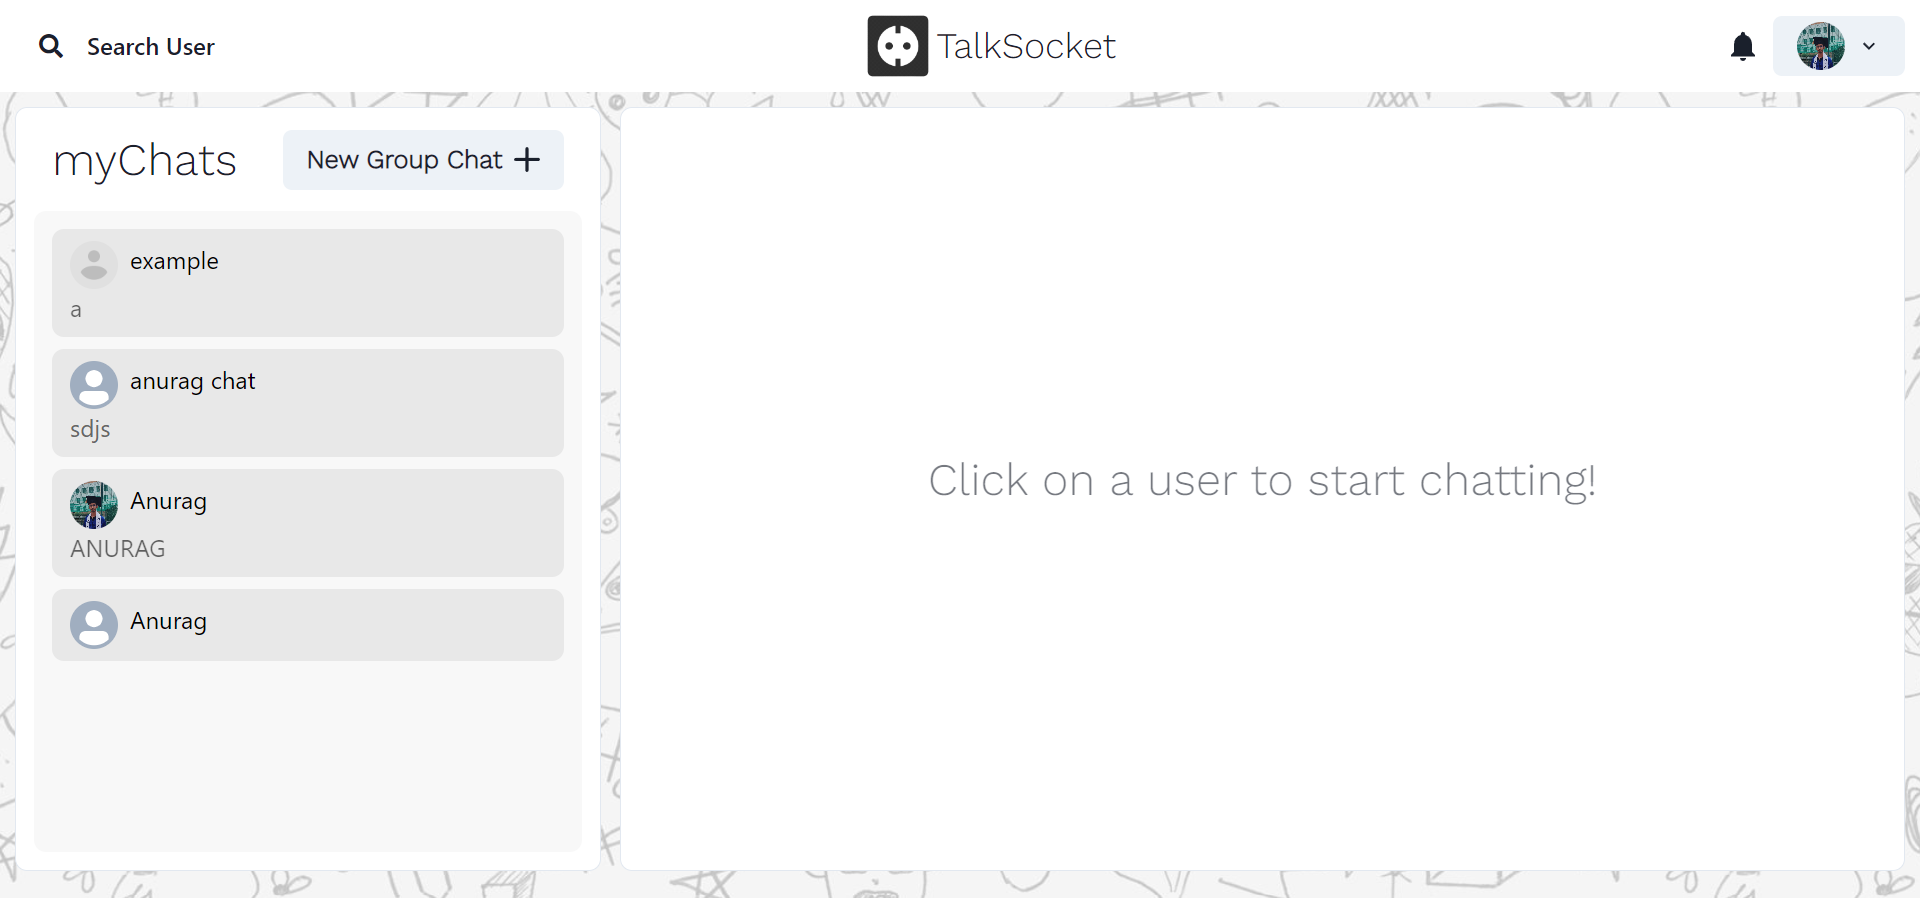 Search User
TalkSocket
myChats
New Group Chat
example
a
anurag chat
sdjs
Anurag
ANURAG
Anurag
Click on a user to start chatting!